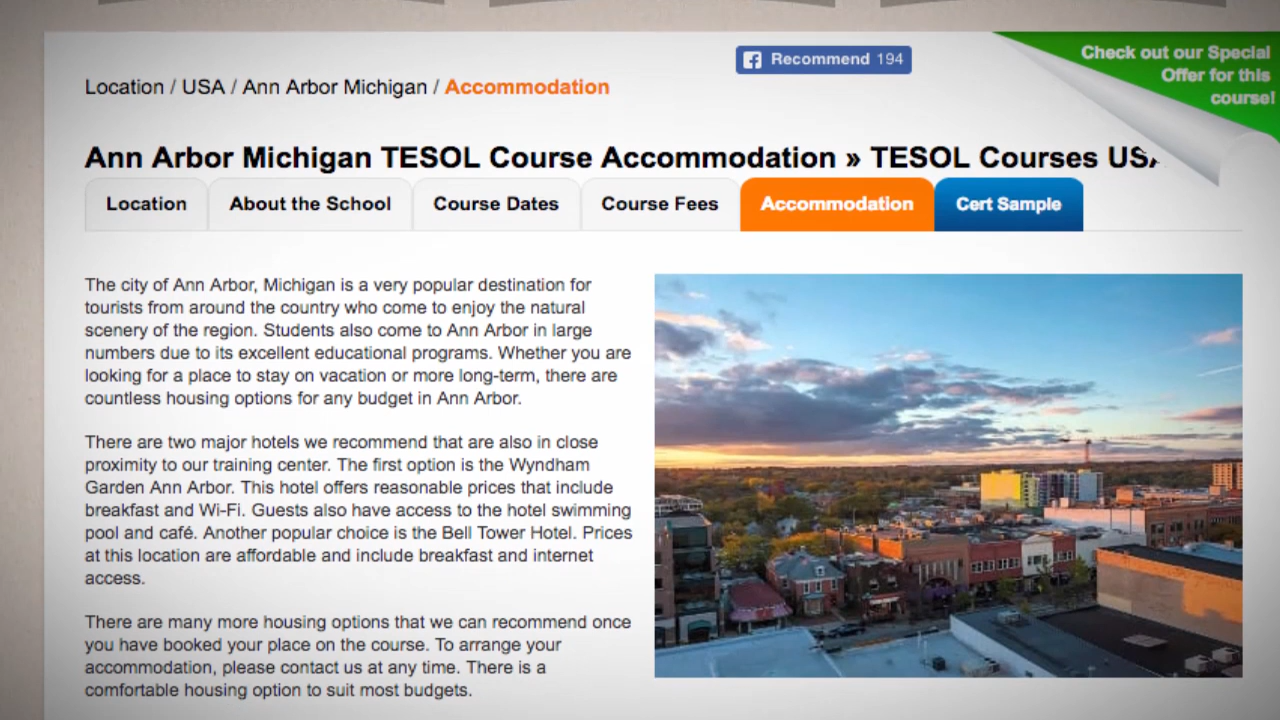 Check out our Special
Offer for this
course!
Recommend 194
Location / USA / Ann Arbor Michigan / Accommodation
Ann Arbor Michigan TESOL Course Accommodation » TESOL Courses
Location
About the School
Course Dates
Course Fees
Accommodation
Cert Sample
The city of Ann Arbor, Michigan is a very popular destination for
tourists from around the country who come to enjoy the natural
scenery of the region. Students also come to Ann Arbor in large
numbers due to its excellent educational programs. Whether you are
looking for a place to stay on vacation or more long-term, there are
countless housing options for any budget in Ann Arbor.
There are two major hotels we recommend that are also in close
proximity to our training center. The first option is the Wyndham
Garden Ann Arbor. This hotel offers reasonable prices that include
breakfast and Wi-Fi. Guests also have access to the hotel swimming
pool and café. Another popular choice is the Bell Tower Hotel. Prices
at this location are affordable and include breakfast and internet
access.
There are many more housing options that we can recommend once
you have booked your place on the course. To arrange your
accommodation, please contact us at any time. There is a
comfortable housing option to suit most budgets.